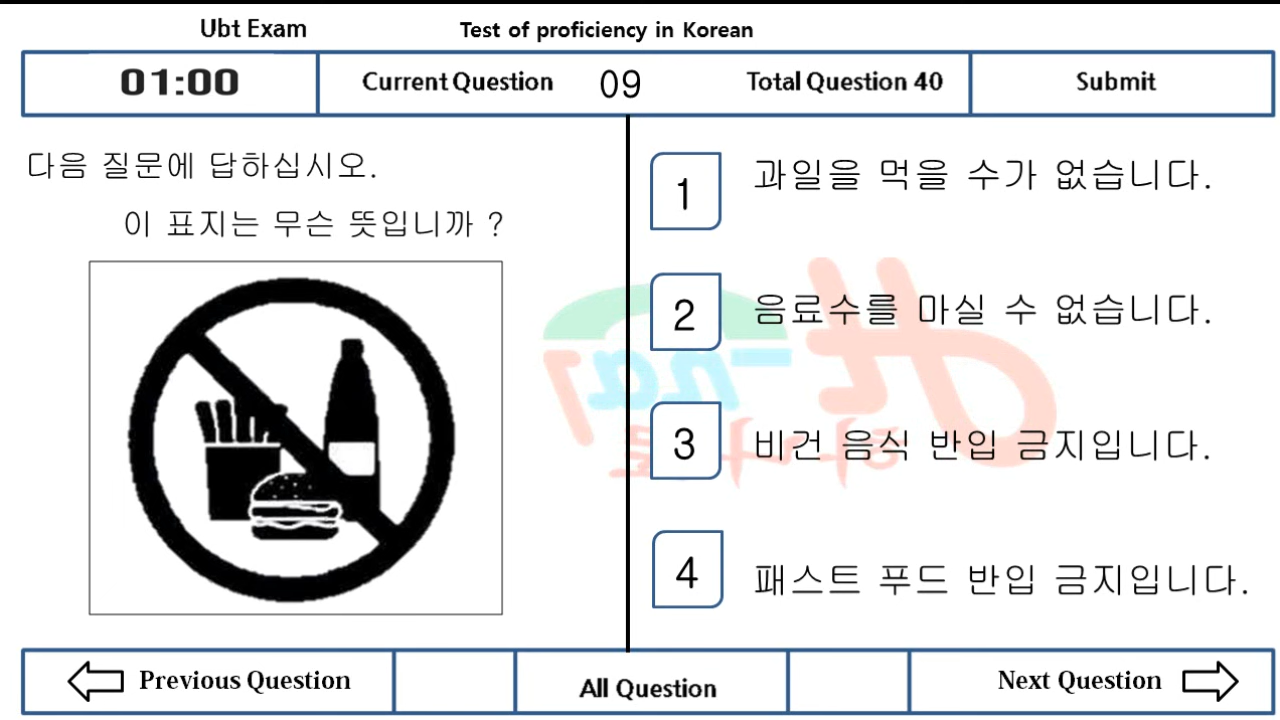 Ubt Exam
Test of proficiency in Korean
01:00
Current Question 09
Total Question 40
Submit
다음 질문에 답하십시오.
이 표지는 무슨 뜻입니까 ?
1 과일을 먹을 수가 없습니다.
2 음료수를 마실 수 없습니다.
3 비건 음식 반입 금지입니다.
4 패스트 푸드 반입 금지입니다.
Previous Question
All Question
Next Question